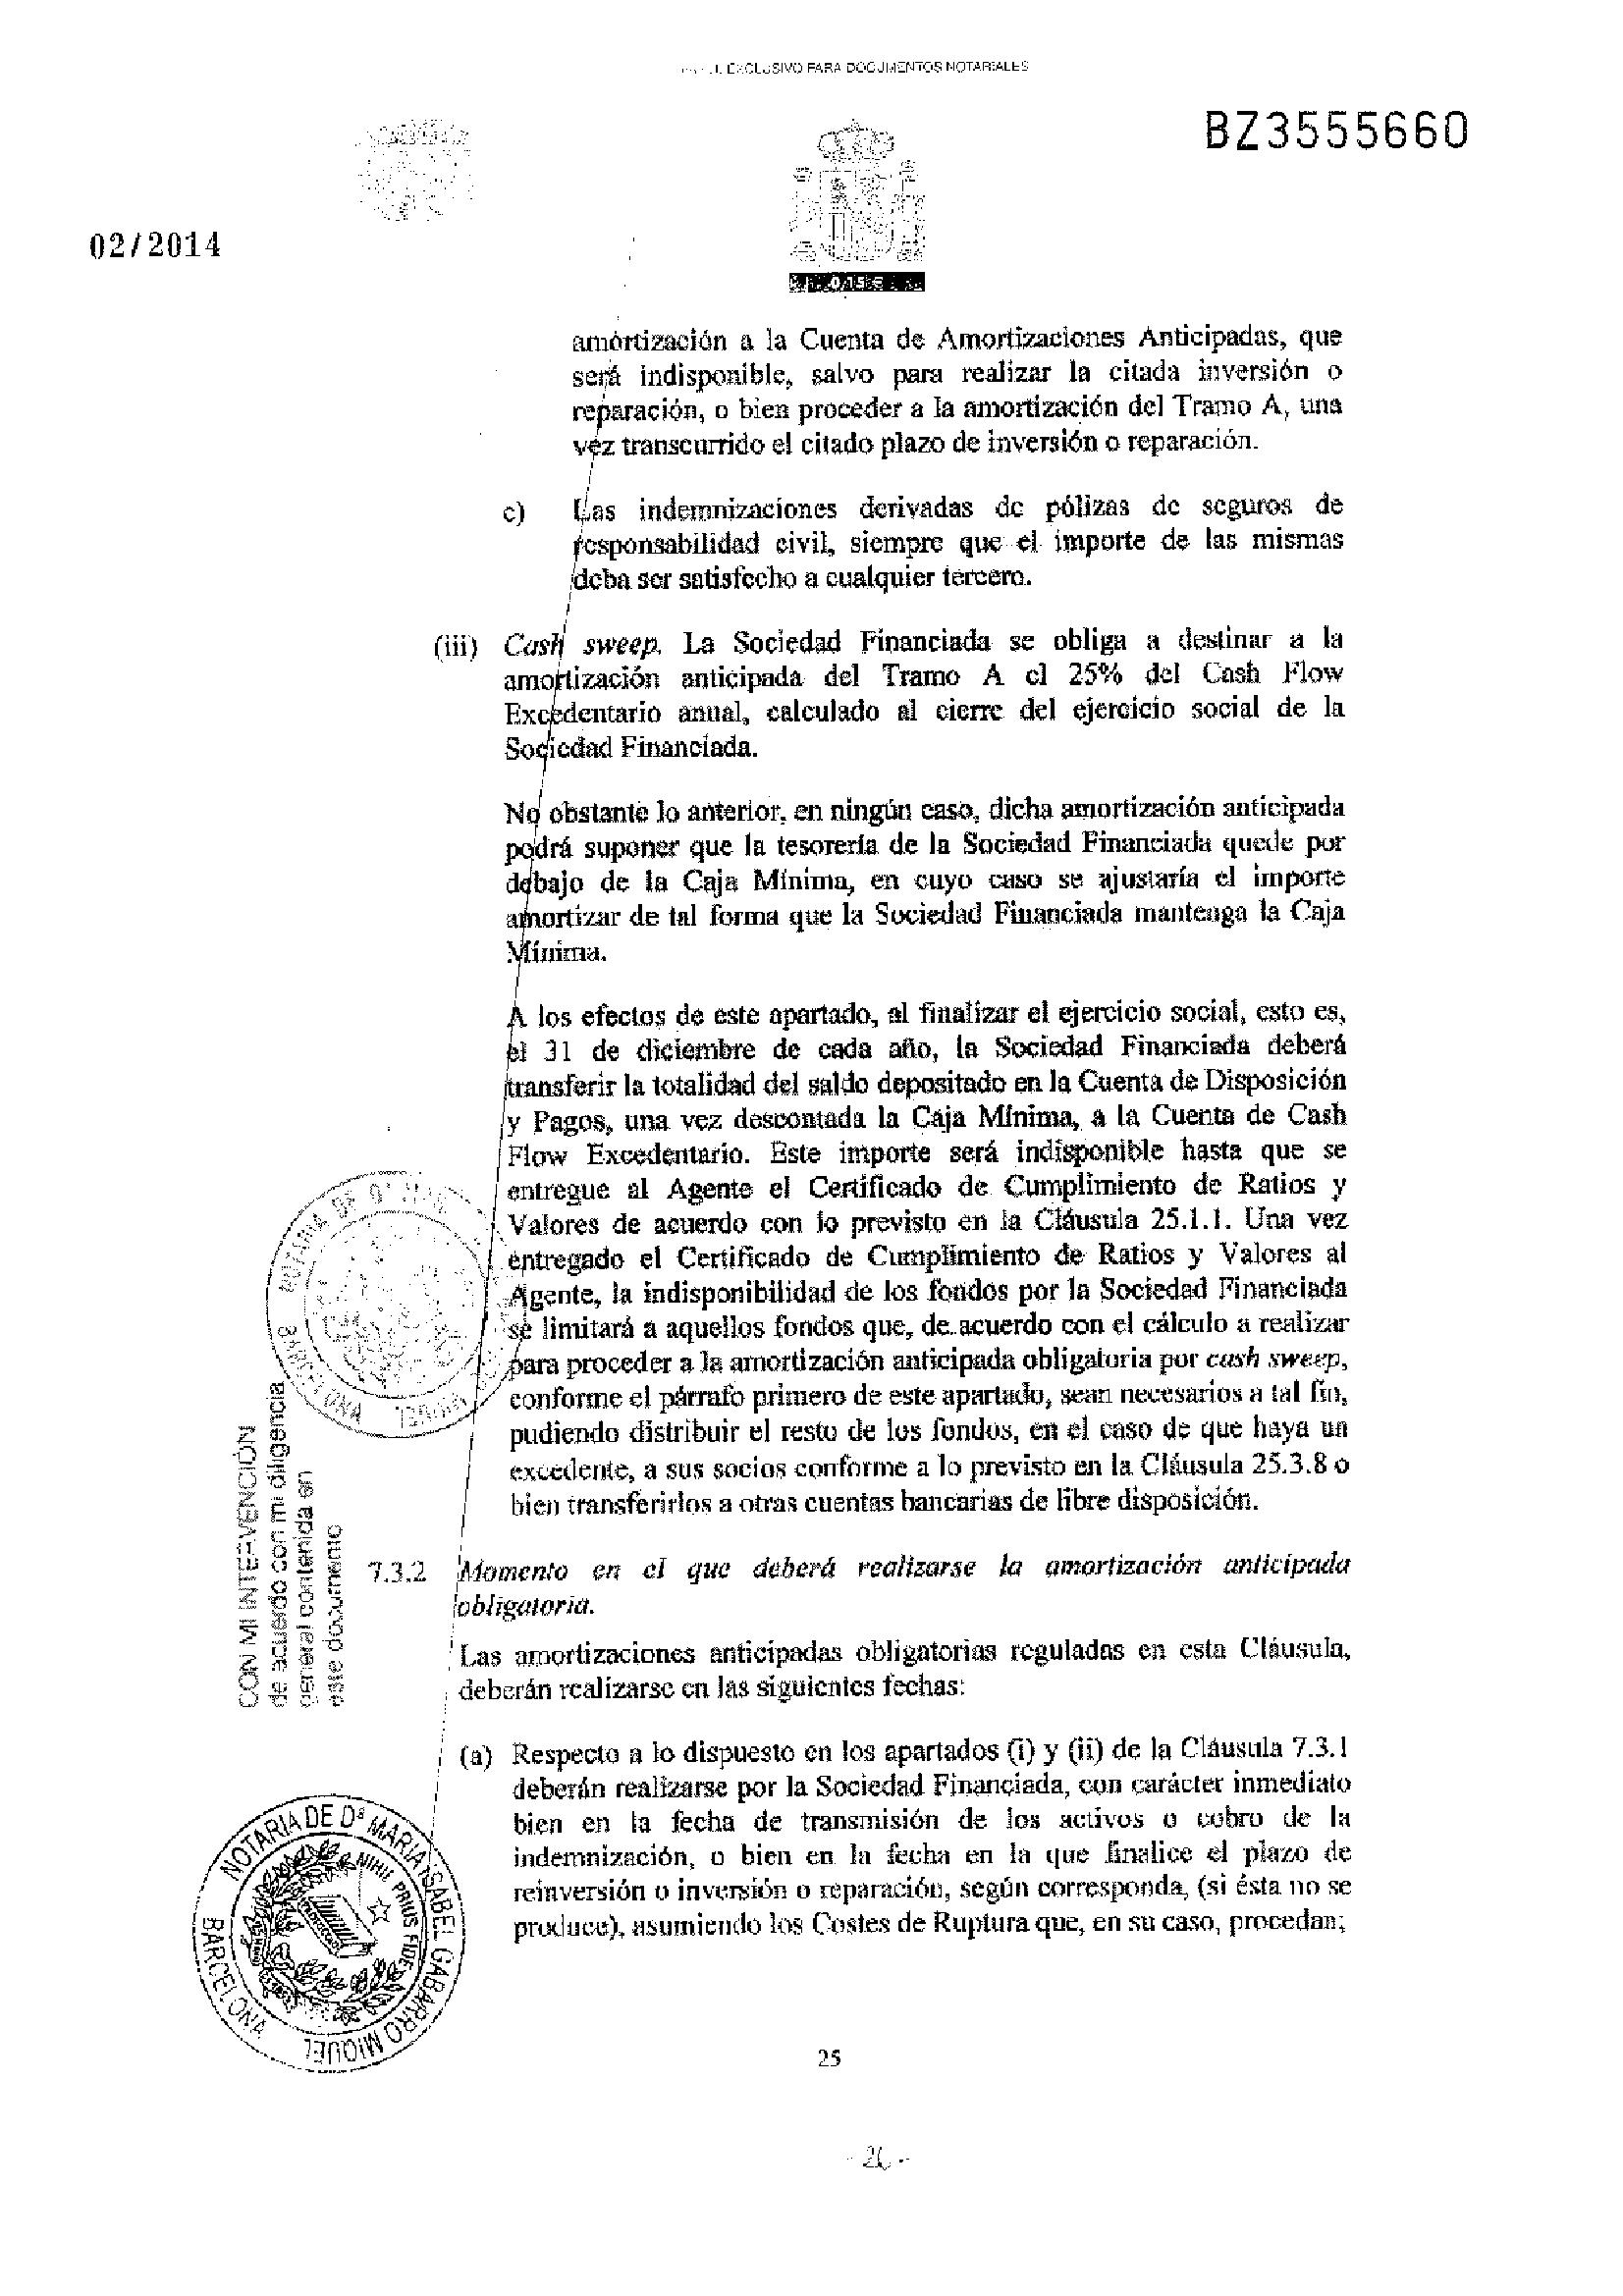 EXCLUSIVO PARA DOCUMENTOS NOTARIALES
BZ3555660
02/2014
amortización a la Cuenta de Amortizaciones Anticipadas, que
será indisponible, salvo para realizar la citada inversión o
reparación, o bien proceder a la amortización del Tramo A, una
vez transcurrido el citado plazo de inversión o reparación.
c) Las indemnizaciones derivadas de pólizas de seguros de
responsabilidad civil, siempre que el importe de las mismas
deba ser satisfecho a cualquier tercero.
(iii) Cash sweep. La Sociedad Financiada se obliga a destinar a la
amortización anticipada del Tramo A el 25% del Cash Flow
Excedentario anual, calculado al cierre del ejercicio social de la
Sociedad Financiada.
No obstante lo anterior, en ningún caso, dicha amortización anticipada
podrá suponer que la tesorería de la Sociedad Financiada quede por
debajo de la Caja Mínima, en cuyo caso se ajustaría el importe
amortizar de tal forma que la Sociedad Financiada mantenga la Caja
Mínima.
A los efectos de este apartado, al finalizar el ejercicio social, esto es,
el 31 de diciembre de cada año, la Sociedad Financiada deberá
transferir la totalidad del saldo depositado en la Cuenta de Disposición
y Pagos, una vez descontada la Caja Mínima, a la Cuenta de Cash
Flow Excedentario. Este importe será indisponible hasta que se
entregue al Agente el Certificado de Cumplimiento de Ratios y
Valores de acuerdo con lo previsto en la Cláusula 25.1.1. Una vez
entregado el Certificado de Cumplimiento de Ratios y Valores al
Agente, la indisponibilidad de los fondos por la Sociedad Financiada
se limitará a aquellos fondos que, de acuerdo con el cálculo a realizar
para proceder a la amortización anticipada obligatoria por cash sweep,
conforme el párrafo primero de este apartado, sean necesarios a tal fin,
pudiendo distribuir el resto de los fondos, en el caso de que haya un
excedente, a sus socios conforme a lo previsto en la Cláusula 25.3.8 o
bien transferirlos a otras cuentas bancarias de libre disposición.
CON MI INTERVENCIÓN
de acuerdo con mi diligencia
general contenida en
este documento
7.3.2 Momento en el que deberá realizarse la amortización anticipada
obligatoria.
Las amortizaciones anticipadas obligatorias reguladas en esta Cláusula,
deberán realizarse en las siguientes fechas:
(a) Respecto a lo dispuesto en los apartados (i) y (ii) de la Cláusula 7.3.1
deberán realizarse por la Sociedad Financiada, con carácter inmediato
bien en la fecha de transmisión de los activos o cobro de la
indemnización, o bien en la fecha en la que finalice el plazo de
reinversión o inversión o reparación, según corresponda, (si ésta no se
produce), asumiendo los Costes de Ruptura que, en su caso, procedan;
NOTARIA DE Dª MARIA ISABEL GABARRO MIQUEL
BARCELONA
NIHIL PRIUS FIDE
25